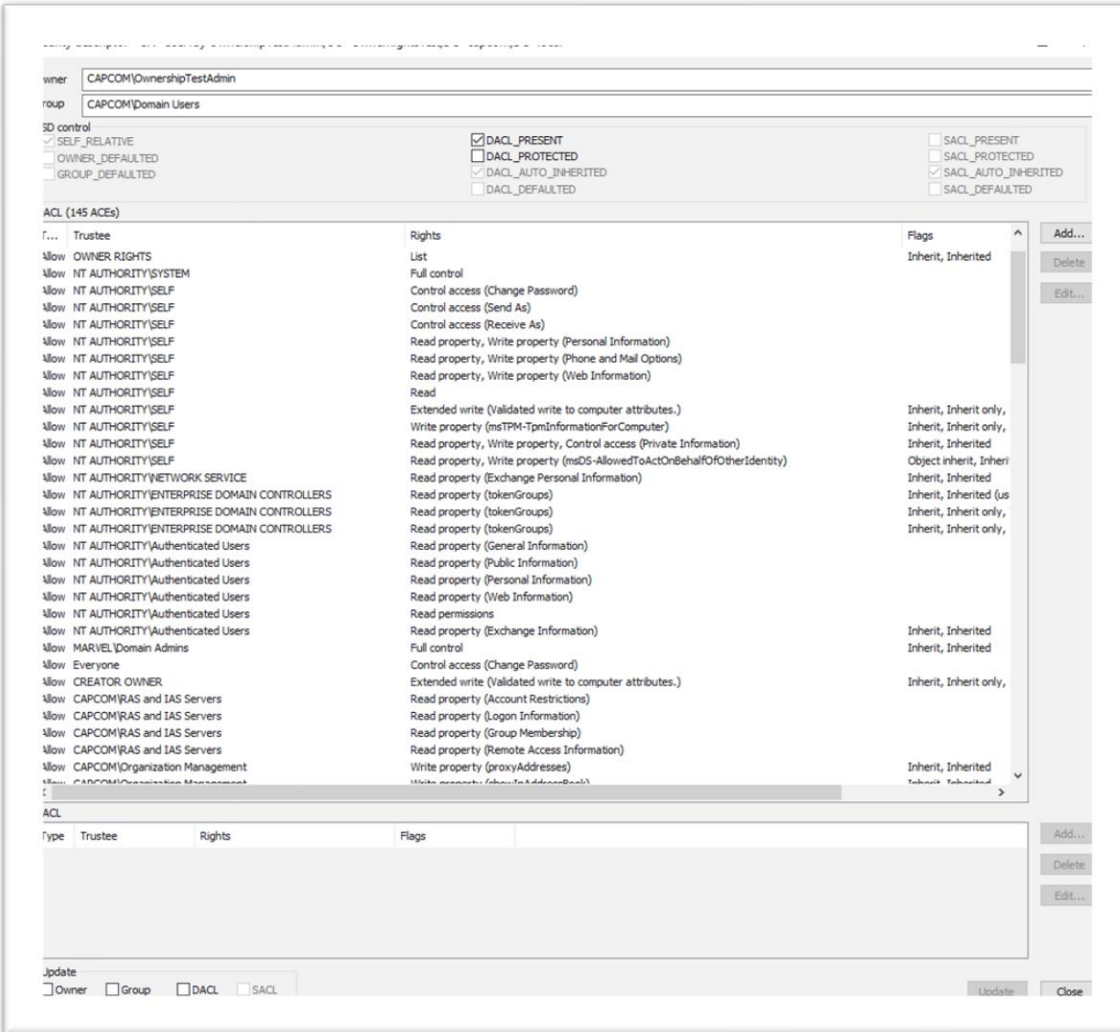 wner CAPCOM\OwnershipTestAdmin
roup CAPCOM\Domain Users
SD control
SELF_RELATIVE DACL_PRESENT SACL_PRESENT
OWNER_DEFAULTED DACL_PROTECTED SACL_PROTECTED
GROUP_DEFAULTED DACL_AUTO_INHERITED SACL_AUTO_INHERITED
DACL_DEFAULTED SACL_DEFAULTED
ACL (145 ACEs)
T... Trustee Rights Flags Add...
Allow OWNER RIGHTS List Inherit, Inherited
Delete
Allow NT AUTHORITY\SYSTEM Full control
Allow NT AUTHORITY\SELF Control access (Change Password)
Edit...
Allow NT AUTHORITY\SELF Control access (Send As)
Allow NT AUTHORITY\SELF Control access (Receive As)
Allow NT AUTHORITY\SELF Read property, Write property (Personal Information)
Allow NT AUTHORITY\SELF Read property, Write property (Phone and Mail Options)
Allow NT AUTHORITY\SELF Read property, Write property (Web Information)
Allow NT AUTHORITY\SELF Read
Allow NT AUTHORITY\SELF Extended write (Validated write to computer attributes.) Inherit, Inherit only,
Allow NT AUTHORITY\SELF Write property (msTPM-TpmInformationForComputer) Inherit, Inherit only,
Allow NT AUTHORITY\SELF Read property, Write property, Control access (Private Information) Inherit, Inherited
Allow NT AUTHORITY\SELF Read property, Write property (msDS-AllowedToActOnBehalfOfOtherIdentity) Object inherit, Inheri
Allow NT AUTHORITY\NETWORK SERVICE Read property (Exchange Personal Information) Inherit, Inherited
Allow NT AUTHORITY\ENTERPRISE DOMAIN CONTROLLERS Read property (tokenGroups) Inherit, Inherited (us
Allow NT AUTHORITY\ENTERPRISE DOMAIN CONTROLLERS Read property (tokenGroups) Inherit, Inherit only,
Allow NT AUTHORITY\ENTERPRISE DOMAIN CONTROLLERS Read property (tokenGroups) Inherit, Inherit only,
Allow NT AUTHORITY\Authenticated Users Read property (General Information)
Allow NT AUTHORITY\Authenticated Users Read property (Public Information)
Allow NT AUTHORITY\Authenticated Users Read property (Personal Information)
Allow NT AUTHORITY\Authenticated Users Read property (Web Information)
Allow NT AUTHORITY\Authenticated Users Read permissions
Allow NT AUTHORITY\Authenticated Users Read property (Exchange Information) Inherit, Inherited
Allow MARVEL\Domain Admins Full control Inherit, Inherited
Allow Everyone Control access (Change Password)
Allow CREATOR OWNER Extended write (Validated write to computer attributes.) Inherit, Inherit only,
Allow CAPCOM\RAS and IAS Servers Read property (Account Restrictions)
Allow CAPCOM\RAS and IAS Servers Read property (Logon Information)
Allow CAPCOM\RAS and IAS Servers Read property (Group Membership)
Allow CAPCOM\RAS and IAS Servers Read property (Remote Access Information)
Allow CAPCOM\Organization Management Write property (proxyAddresses) Inherit, Inherited
Allow CAPCOM\Organization Management Write property (showInAddressBook) Inherit, Inherited
ACL
Type Trustee Rights Flags Add...
Delete
Edit...
Update
Owner Group DACL SACL Update Close